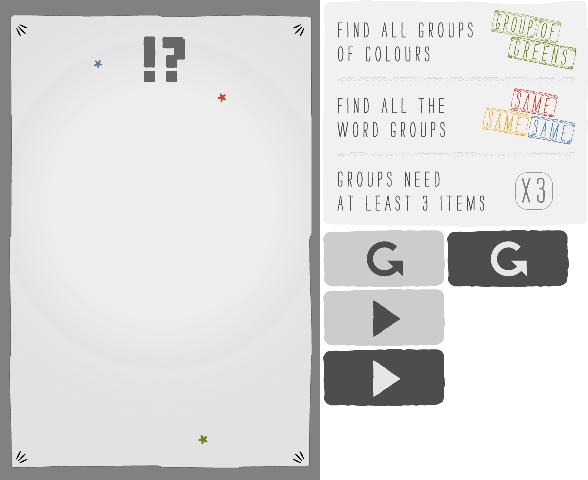 !?
FIND ALL GROUPS
OF COLOURS
GROUP OF
GREENS
FIND ALL THE
WORD GROUPS
SAME
SAME SAME
GROUPS NEED
AT LEAST 3 ITEMS
X3